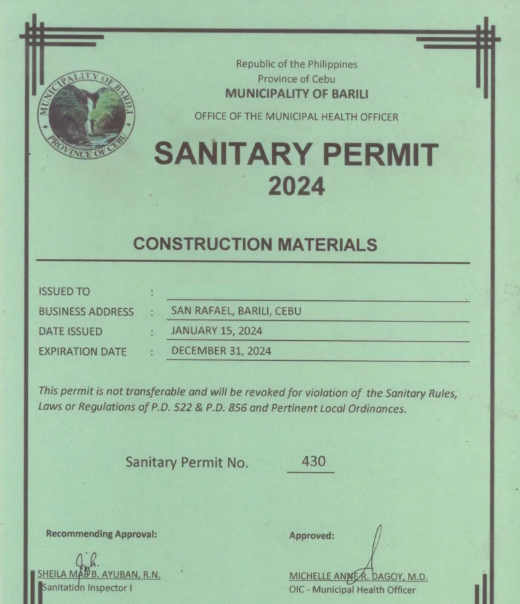 Republic of the Philippines
Province of Cebu
MUNICIPALITY OF BARILI
OFFICE OF THE MUNICIPAL HEALTH OFFICER
MUNICIPALITY OF BARILI
PROVINCE OF CEBU
SANITARY PERMIT
2024
CONSTRUCTION MATERIALS
ISSUED TO :
BUSINESS ADDRESS : SAN RAFAEL, BARILI, CEBU
DATE ISSUED : JANUARY 15, 2024
EXPIRATION DATE : DECEMBER 31, 2024
This permit is not transferable and will be revoked for violation of the Sanitary Rules,
Laws or Regulations of P.D. 522 & P.D. 856 and Pertinent Local Ordinances.
Sanitary Permit No. 430
Recommending Approval: Approved:
SHEILA MAE B. AYUBAN, R.N. MICHELLE ANNE R. DAGOY, M.D.
Sanitation Inspector I OIC - Municipal Health Officer